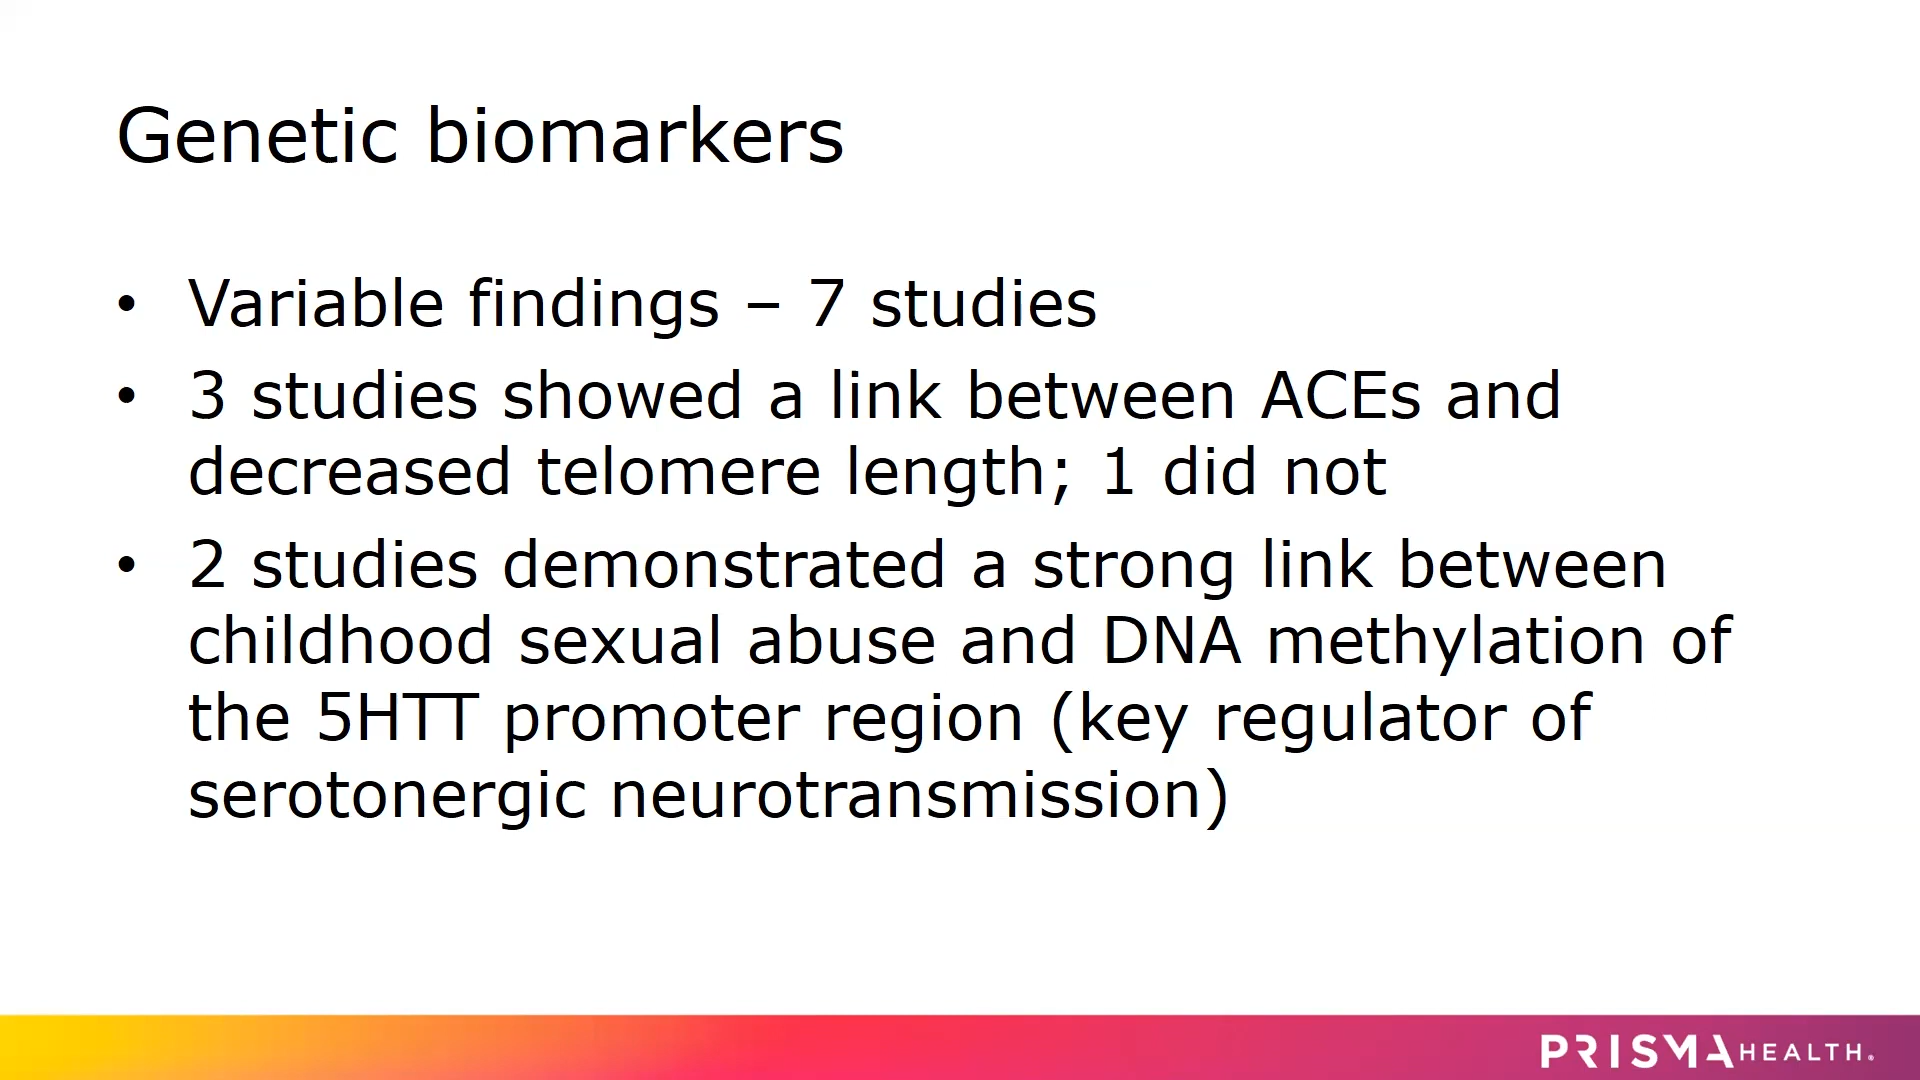 Genetic biomarkers
• Variable findings – 7 studies
• 3 studies showed a link between ACEs and
decreased telomere length; 1 did not
• 2 studies demonstrated a strong link between
childhood sexual abuse and DNA methylation of
the 5HTT promoter region (key regulator of
serotonergic neurotransmission)
PRISMA HEALTH®